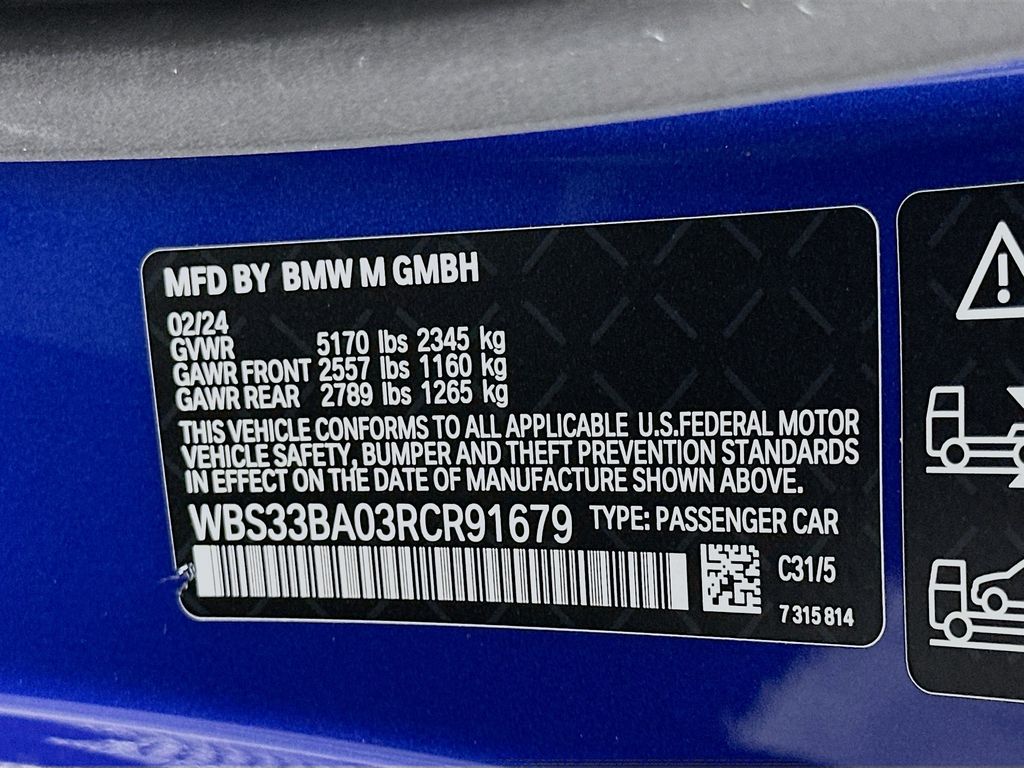 MFD BY BMW M GMBH
02/24
GVWR 5170 lbs 2345 kg
GAWR FRONT 2557 lbs 1160 kg
GAWR REAR 2789 lbs 1265 kg
THIS VEHICLE CONFORMS TO ALL APPLICABLE U.S.FEDERAL MOTOR
VEHICLE SAFETY, BUMPER AND THEFT PREVENTION STANDARDS
IN EFFECT ON THE DATE OF MANUFACTURE SHOWN ABOVE.
WBS33BA03RCR91679 TYPE: PASSENGER CAR
C31/5
7 315 814